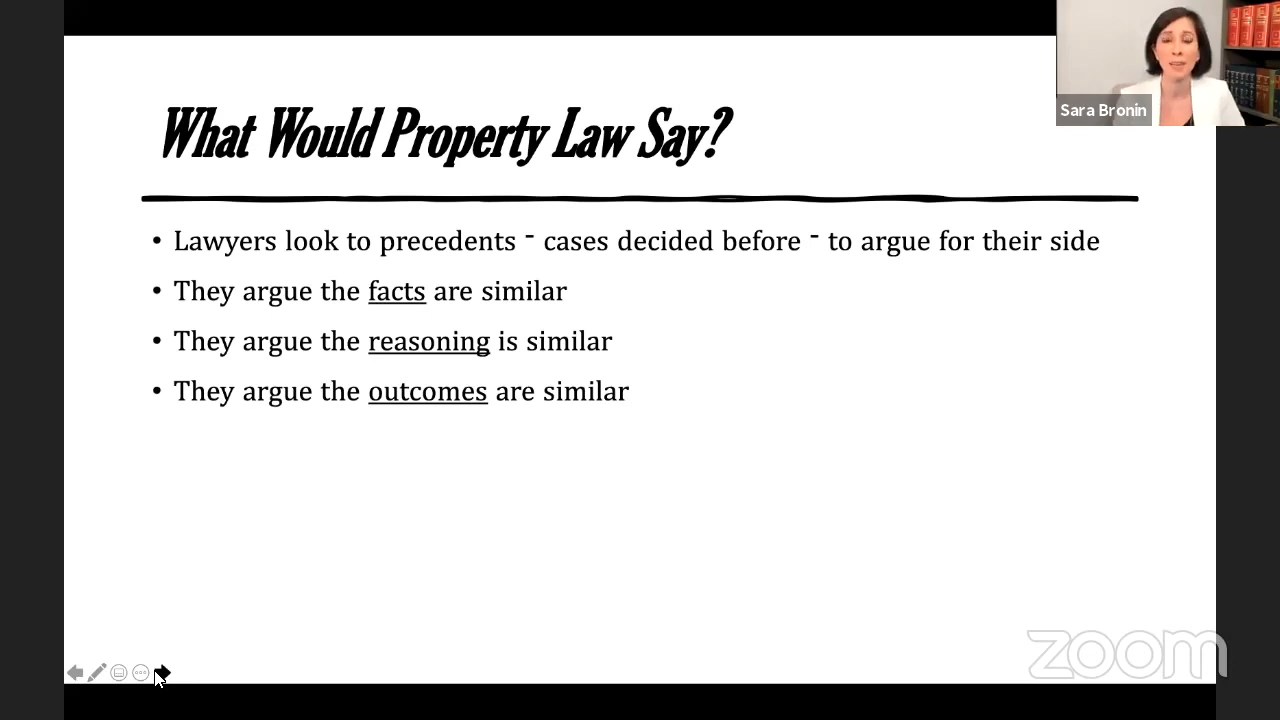 What Would Property Law Say?
• Lawyers look to precedents - cases decided before - to argue for their side
• They argue the facts are similar
• They argue the reasoning is similar
• They argue the outcomes are similar
Sara Bronin
zoom